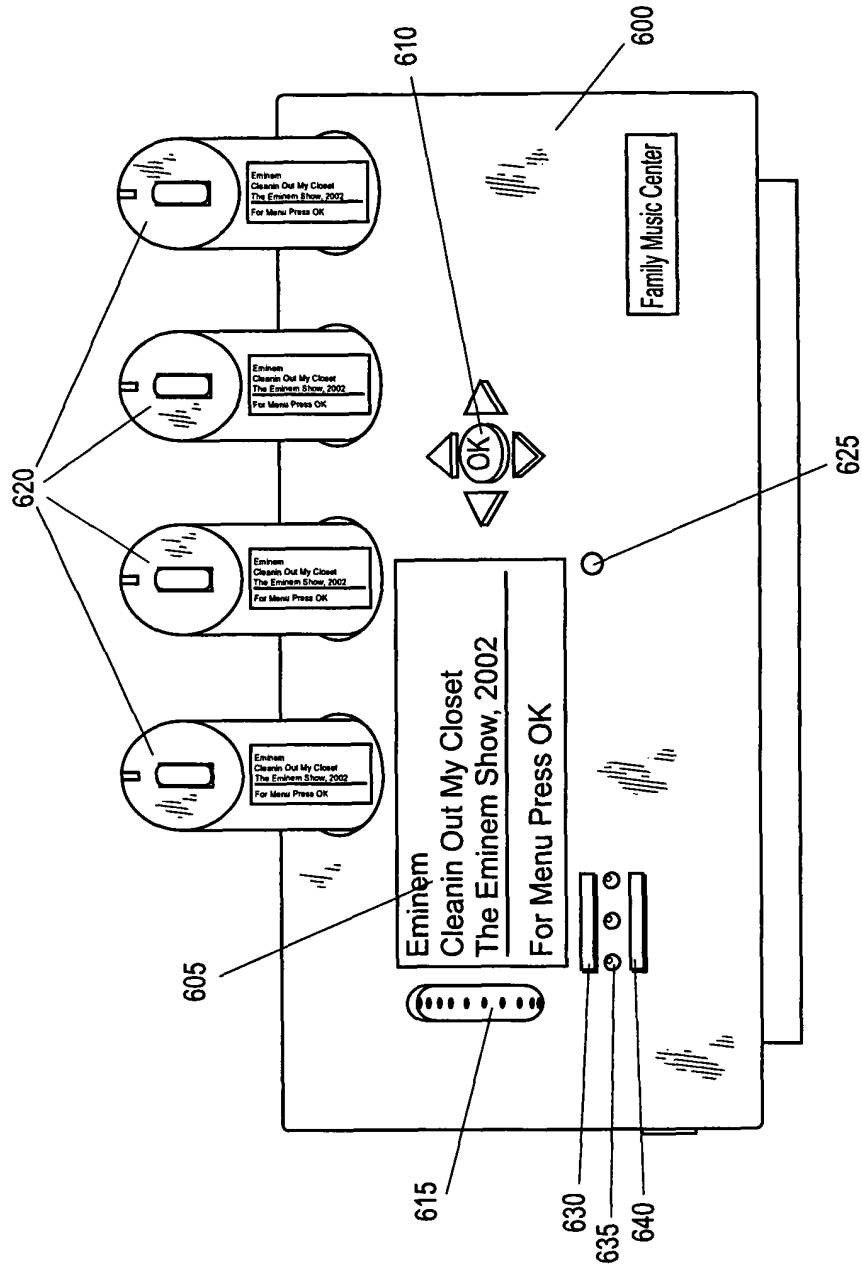 620
Eminem
Cleanin Out My Closet
The Eminem Show, 2002
For Menu Press OK
Eminem
Cleanin Out My Closet
The Eminem Show, 2002
For Menu Press OK
Eminem
Cleanin Out My Closet
The Eminem Show, 2002
For Menu Press OK
Eminem
Cleanin Out My Closet
The Eminem Show, 2002
For Menu Press OK
605
610
600
Eminem
Cleanin Out My Closet
The Eminem Show, 2002
For Menu Press OK
OK
Family Music Center
615
630
635
640
625